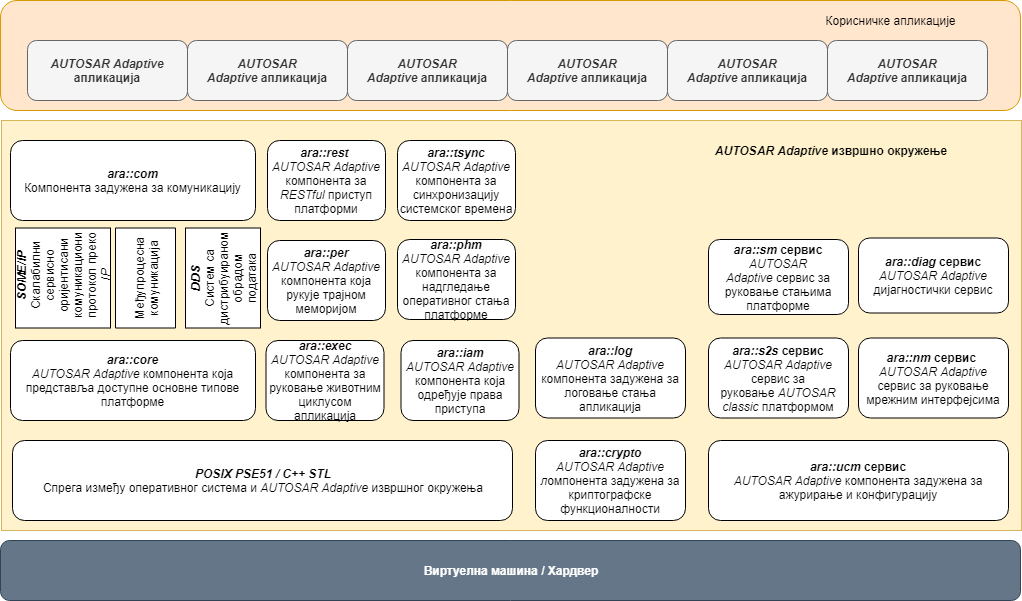 Корисничке апликације
AUTOSAR Adaptive
апликација
AUTOSAR
Adaptive апликација
AUTOSAR
Adaptive апликација
AUTOSAR
Adaptive апликација
AUTOSAR
Adaptive апликација
AUTOSAR
Adaptive апликација
AUTOSAR Adaptive извршно окружење
ara::com
Компонента задужена за комуникацију
ara::rest
AUTOSAR Adaptive
компонента за
RESTful приступ
платформи
ara::tsync
AUTOSAR Adaptive
компонента за
синхронизацију
системског времена
SOME/IP
Скалабилни
сервисно
оријентисани
комуникациони
протокол преко
IP
Међупроцесна
комуникација
DDS
Систем са
дистрибуираном
обрадом
података
ara::per
AUTOSAR Adaptive
компонента која
рукује трајном
меморијом
ara::phm
AUTOSAR Adaptive
компонента за
надгледање
оперативног стања
платформе
ara::sm сервис
AUTOSAR
Adaptive сервис за
руковање стањима
платформе
ara::diag сервис
AUTOSAR Adaptive
дијагностички сервис
ara::core
AUTOSAR Adaptive компонента која
представља доступне основне типове
платформе
ara::exec
AUTOSAR Adaptive
компонента за
руковање животним
циклусом
апликација
ara::iam
AUTOSAR Adaptive
компонента која
одређује права
приступа
ara::log
AUTOSAR Adaptive
компонента задужена за
логовање стања
апликација
ara::s2s сервис
AUTOSAR Adaptive
сервис за
руковање AUTOSAR
classic платформом
ara::nm сервис
AUTOSAR Adaptive
сервис за руковање
мрежним интерфејсима
POSIX PSE51 / C++ STL
Спрега између оперативног система и AUTOSAR Adaptive извршног окружења
ara::crypto
AUTOSAR Adaptive
ломпонента задужена за
криптографске
функционалности
ara::ucm сервис
AUTOSAR Adaptive компонента задужена за
ажурирање и конфигурацију
Виртуелна машина / Хардвер